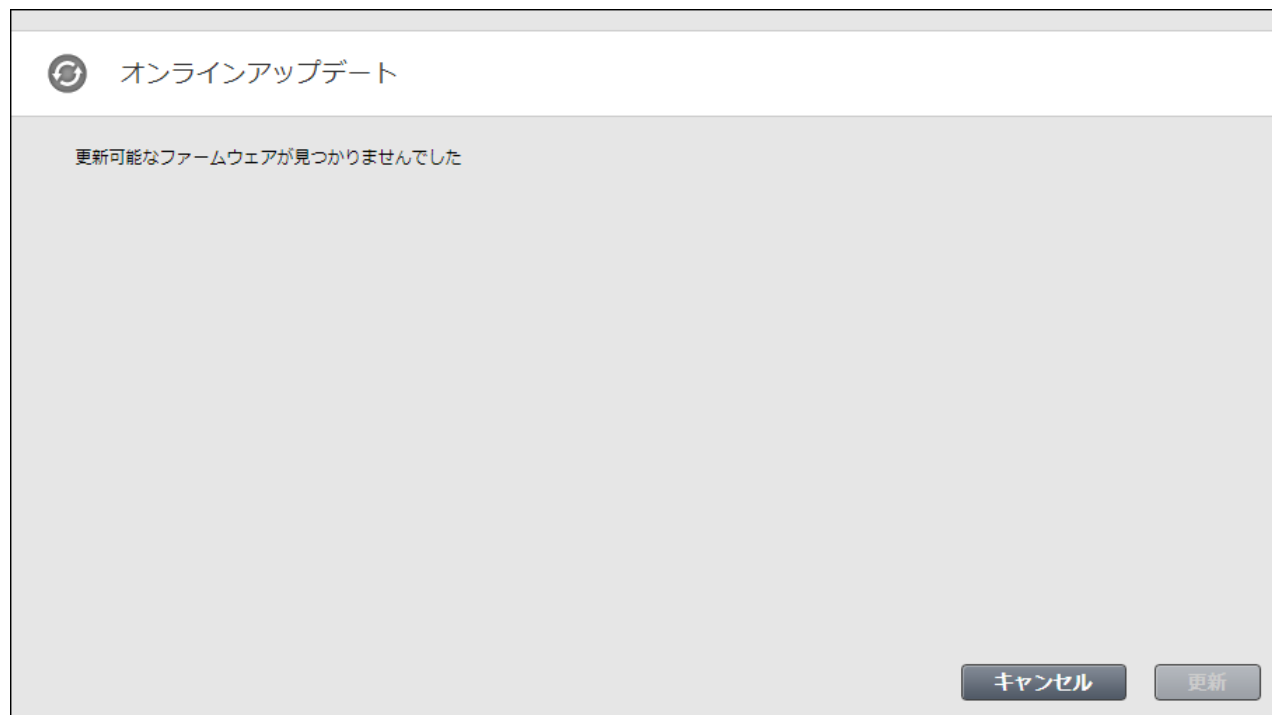 オンラインアップデート
更新可能なファームウェアが見つかりませんでした
キャンセル
更新